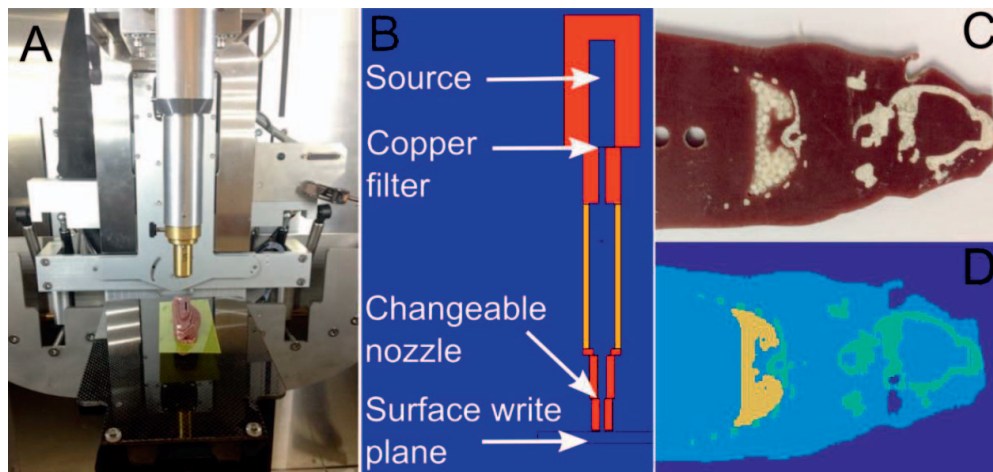 A
B
Source
Copper
filter
Changeable
nozzle
Surface write
plane
C
D